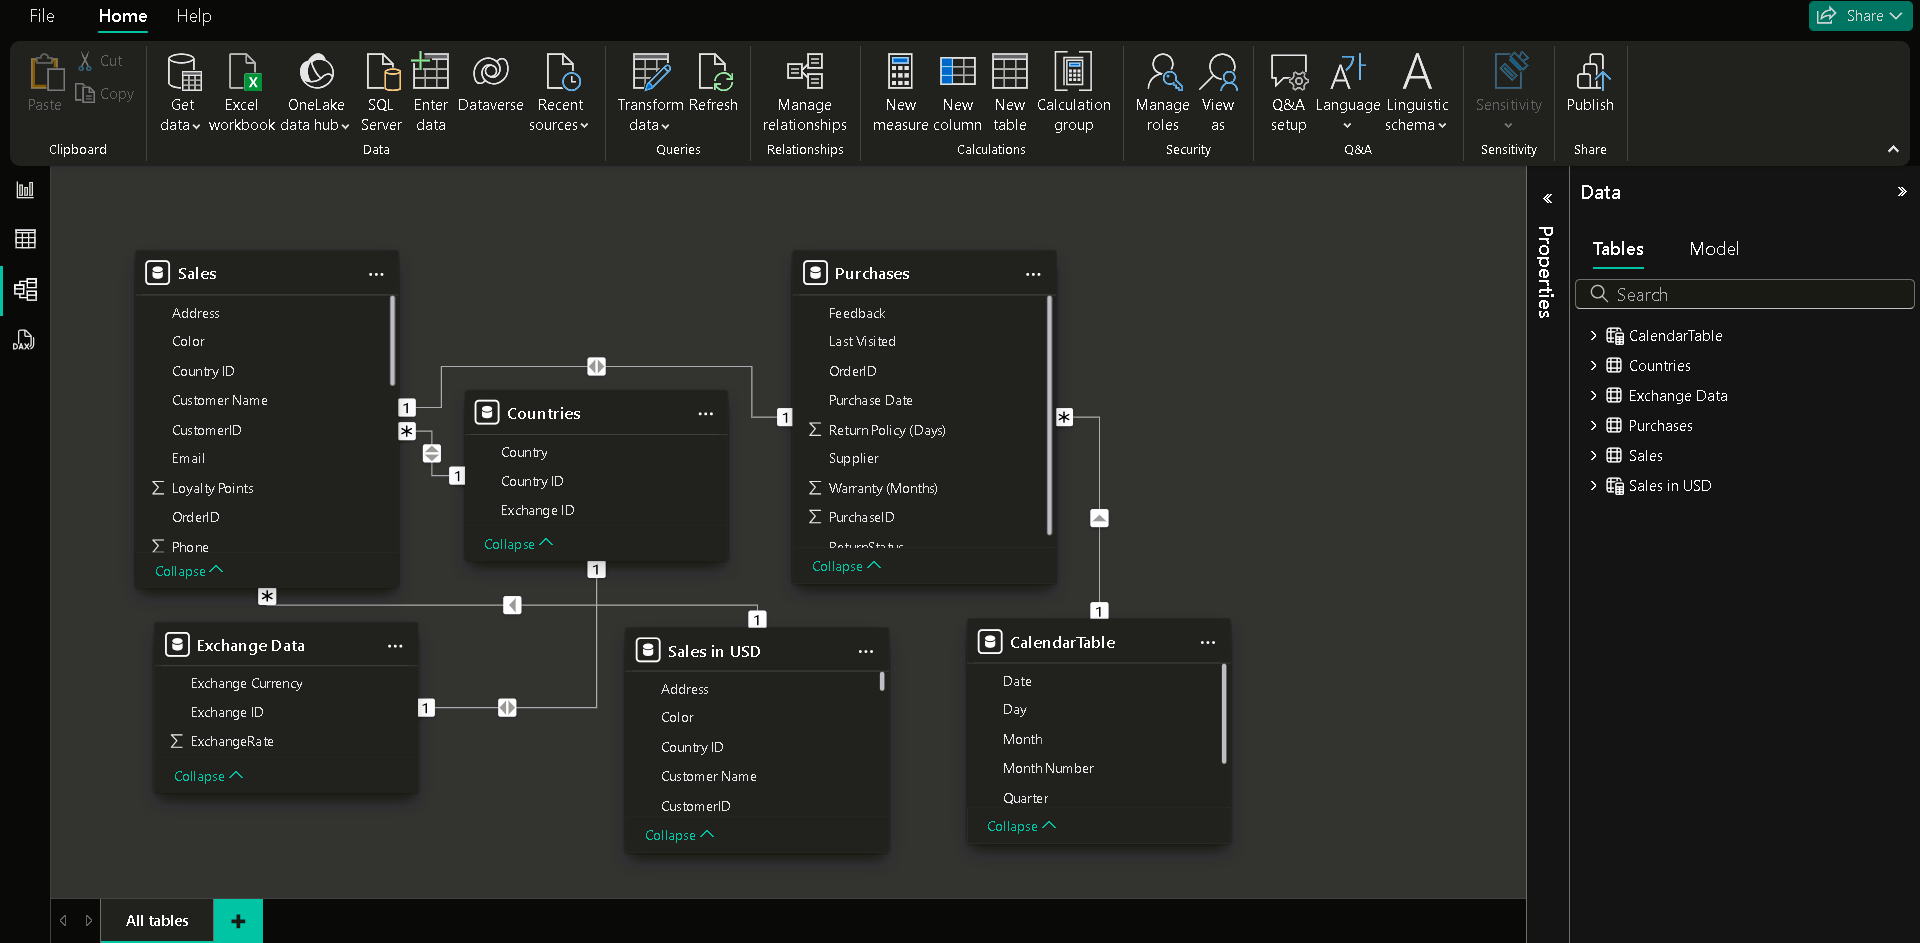 File
Home
Help
Share
Paste
Cut
Copy
Clipboard
Get data
Excel workbook
OneLake data hub
SQL Server
Enter data
Dataverse
Recent sources
Data
Transform data
Refresh
Queries
Manage relationships
Relationships
New measure
New column
New table
Calculation group
Calculations
Manage roles
View as
Security
Q&A setup
Language
Linguistic schema
Q&A
Sensitivity
Sensitivity
Publish
Share
DAX
Sales
Address
Color
Country ID
Customer Name
CustomerID
Email
Loyalty Points
OrderID
Phone
Collapse
1
*
Countries
Country
Country ID
Exchange ID
Collapse
1
1
Purchases
Feedback
Last Visited
OrderID
Purchase Date
Return Policy (Days)
Supplier
Warranty (Months)
PurchaseID
ReturnStatus
Collapse
1
*
*
1
1
Exchange Data
Exchange Currency
Exchange ID
ExchangeRate
Collapse
1
Sales in USD
Address
Color
Country ID
Customer Name
CustomerID
Collapse
CalendarTable
Date
Day
Month
Month Number
Quarter
Collapse
Properties
Data
Tables
Model
Search
CalendarTable
Countries
Exchange Data
Purchases
Sales
Sales in USD
All tables